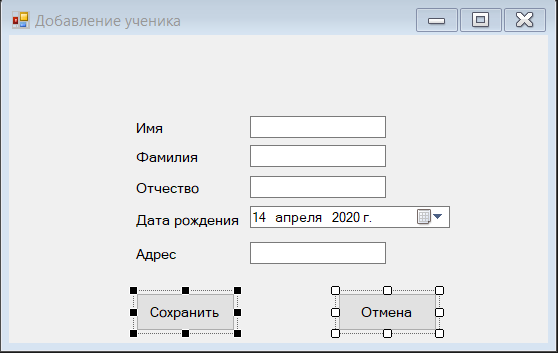 Добавление ученика
Имя
Фамилия
Отчество
Дата рождения 14 апреля 2020 г.
Адрес
Сохранить Отмена